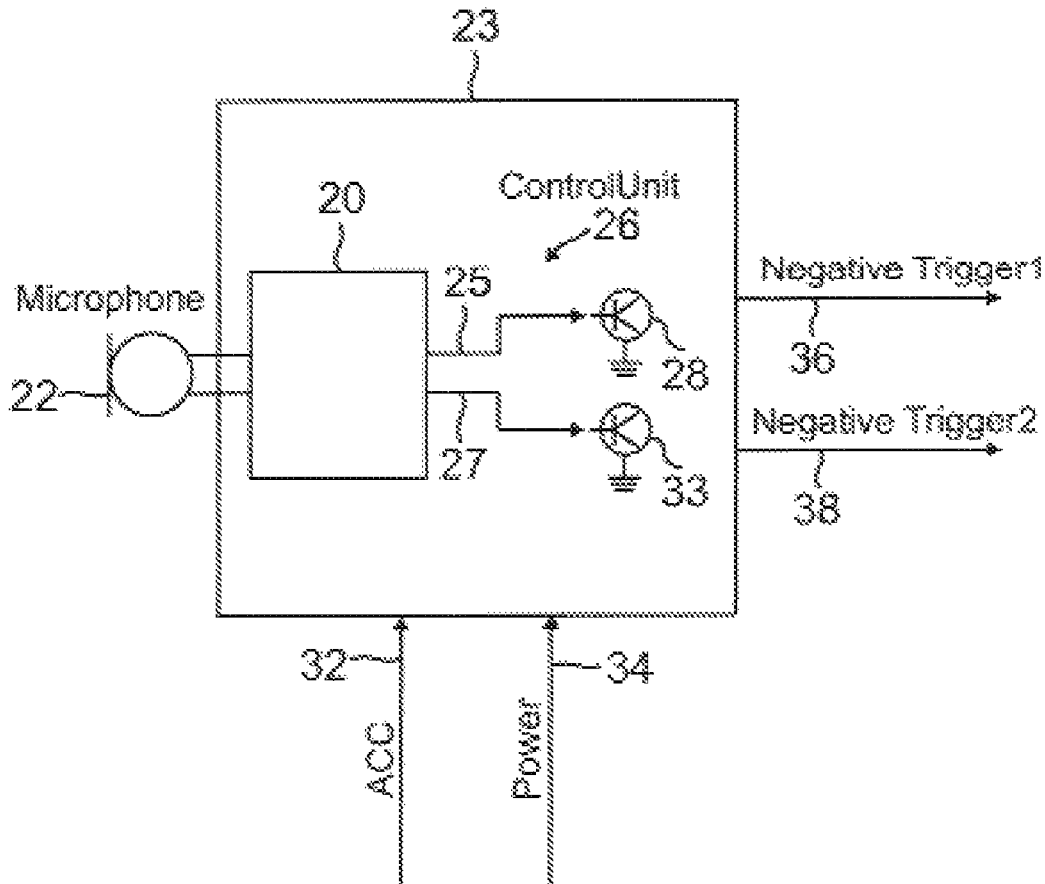 23
ControlUnit
20
26
Negative Trigger1
Microphone
25
36
28
22
Negative Trigger2
27
33
38
32
34
ACC
Power